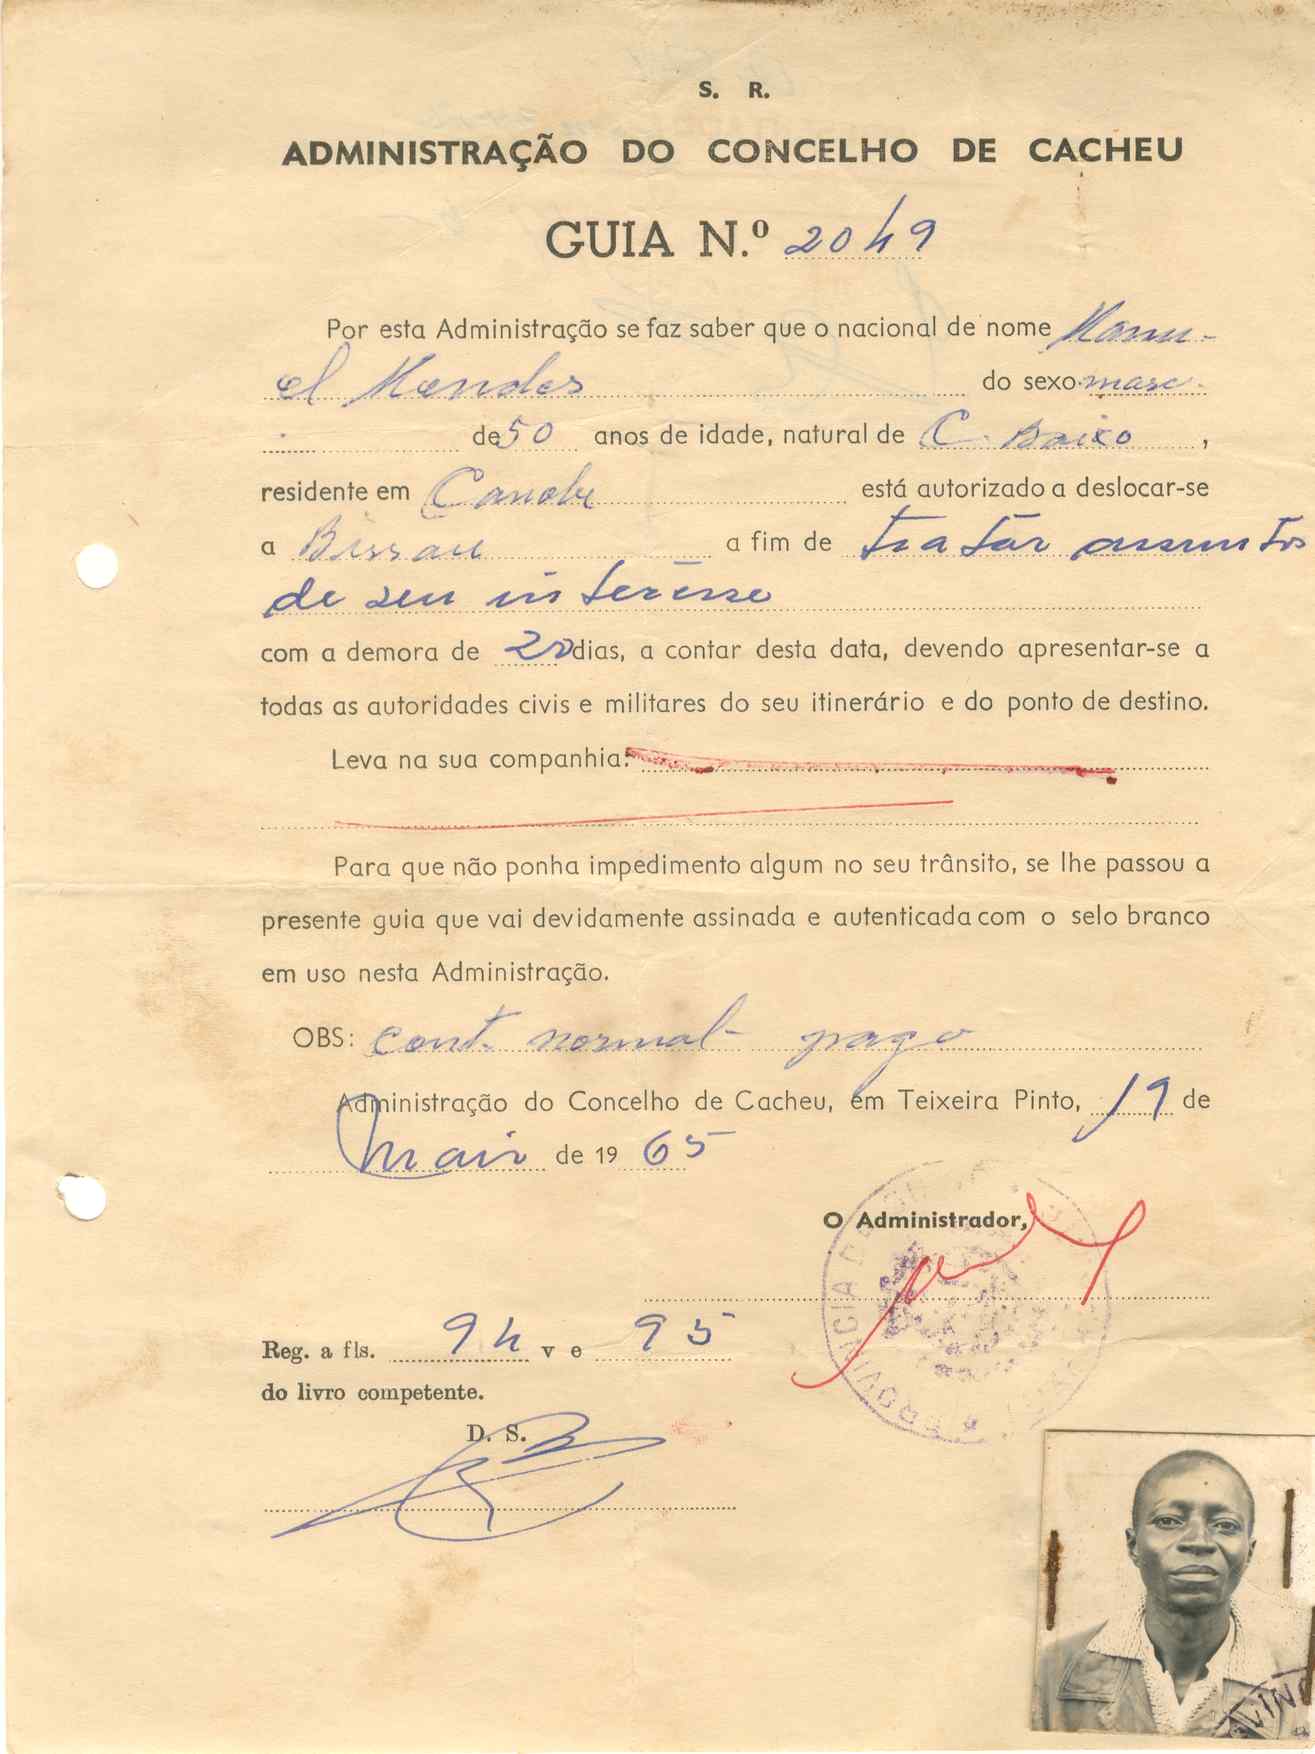 S. R.
ADMINISTRAÇÃO DO CONCELHO DE CACHEU
GUIA N.º 2049
Por esta Administração se faz saber que o nacional de nome Manu-
el Mendes do sexo masc.
de 50 anos de idade, natural de C. Baixo,
residente em está autorizado a deslocar-se
a Bissau a fim de tratar assuntos
de seu interesse
com a demora de 20 dias, a contar desta data, devendo apresentar-se a
todas as autoridades civis e militares do seu itinerário e do ponto de destino.
Leva na sua companhia:
Para que não ponha impedimento algum no seu trânsito, se lhe passou a
presente guia que vai devidamente assinada e autenticada com o selo branco
em uso nesta Administração.
OBS: cont. normal pago
Administração do Concelho de Cacheu, em Teixeira Pinto, 19 de
Maio de 19 65
O Administrador,
PROVÍNCIA DA
Reg. a fls. 94 v e 95
do livro competente.
D. S.
VINC